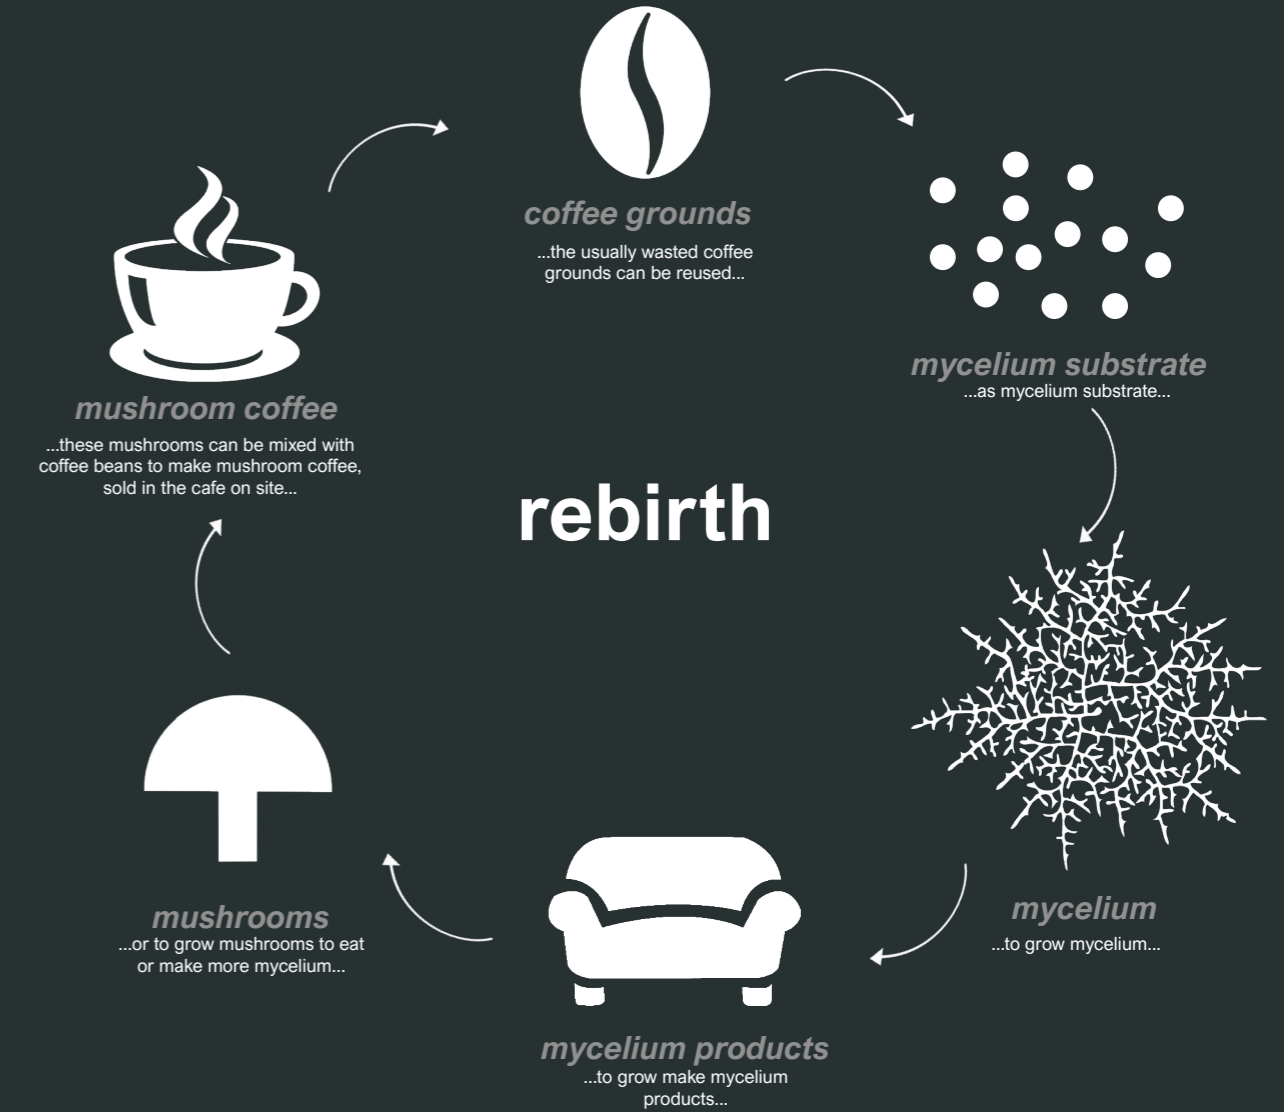 coffee grounds
...the usually wasted coffee
grounds can be reused...
mycelium substrate
...as mycelium substrate...
mycelium
...to grow mycelium...
mycelium products
...to grow make mycelium
products...
mushrooms
...or to grow mushrooms to eat
or make more mycelium...
mushroom coffee
...these mushrooms can be mixed with
coffee beans to make mushroom coffee,
sold in the cafe on site...
rebirth